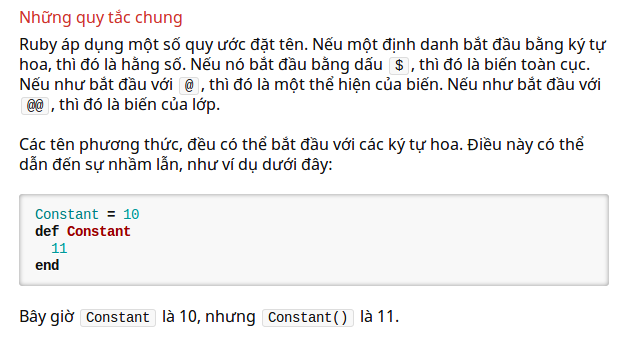 Những quy tắc chung
Ruby áp dụng một số quy ước đặt tên. Nếu một định danh bắt đầu bằng ký tự
hoa, thì đó là hằng số. Nếu nó bắt đầu bằng dấu $, thì đó là biến toàn cục.
Nếu như bắt đầu với @, thì đó là một thể hiện của biến. Nếu như bắt đầu với
@@, thì đó là biến của lớp.
Các tên phương thức, đều có thể bắt đầu với các ký tự hoa. Điều này có thể
dẫn đến sự nhầm lẫn, như ví dụ dưới đây:
Constant = 10
def Constant
  11
end
Bây giờ Constant là 10, nhưng Constant() là 11.